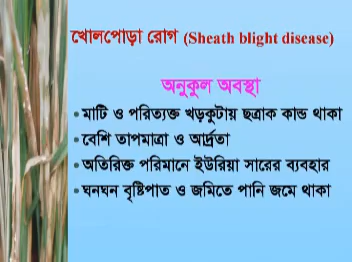 খোলপোড়া রোগ (Sheath blight disease)
অনুকুল অবস্থা
• মাটি ও পরিত্যক্ত খড়কুটায় ছত্রাক কান্ড থাকা
• বেশি তাপমাত্রা ও আর্দ্রতা
• অতিরিক্ত পরিমানে ইউরিয়া সারের ব্যবহার
• ঘনঘন বৃষ্টিপাত ও জমিতে পানি জমে থাকা